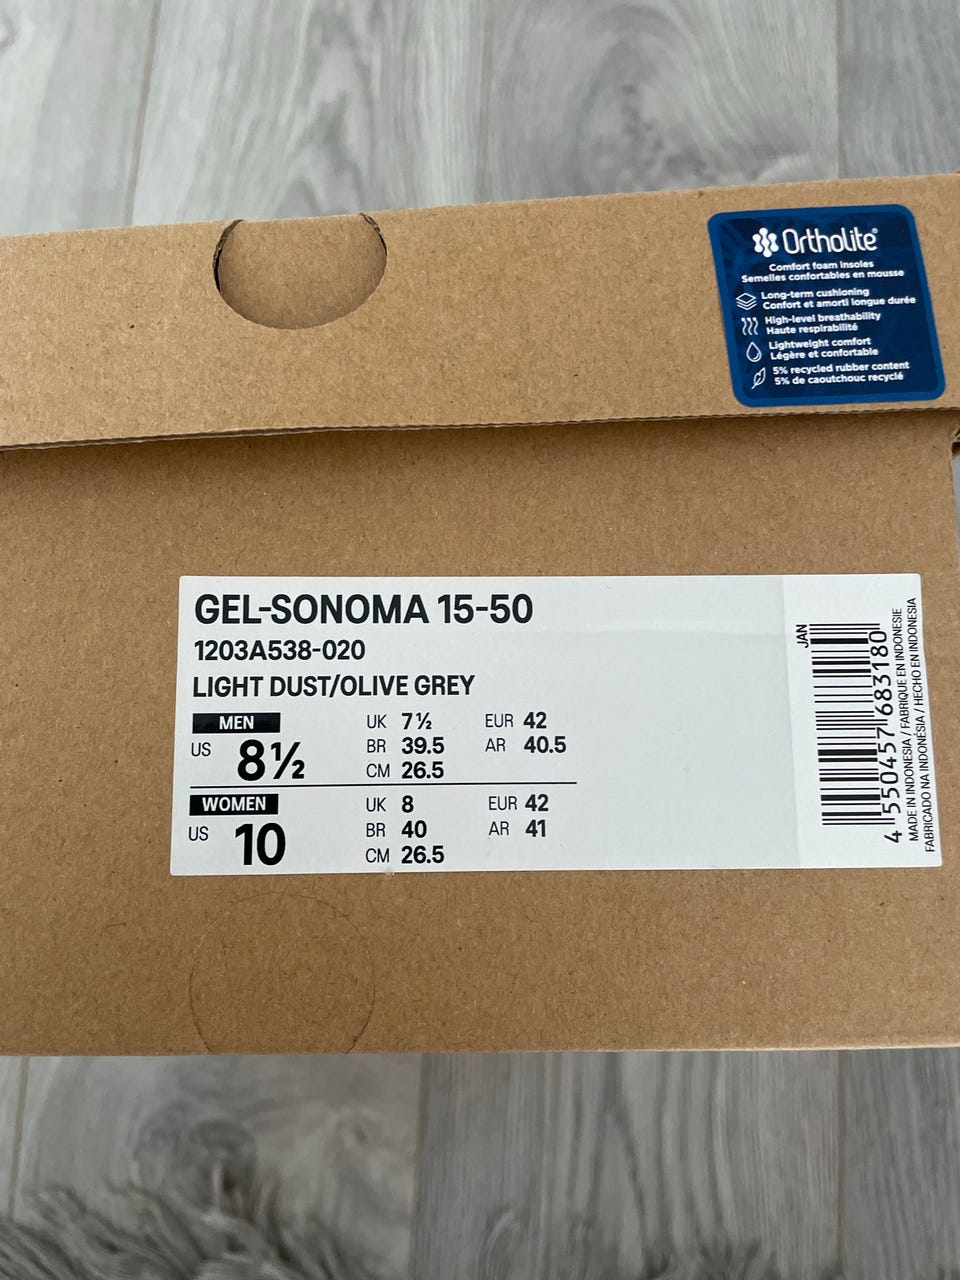 Ortholite®
Comfort foam insoles
Semelles confortables en mousse
Long-term cushioning
Confort et amorti longue durée
High-level breathability
Haute respirabilité
Lightweight comfort
Légère et confortable
5% recycled rubber content
5% de caoutchouc recyclé
GEL-SONOMA 15-50
1203A538-020
LIGHT DUST/OLIVE GREY
MEN
US 8½
UK 7½ EUR 42
BR 39.5 AR 40.5
CM 26.5
WOMEN
US 10
UK 8 EUR 42
BR 40 AR 41
CM 26.5
JAN
4 550457 683180
MADE IN INDONESIA / FABRIQUE EN INDONESIE
FABRICADO NA INDONÉSIA / HECHO EN INDONESIA